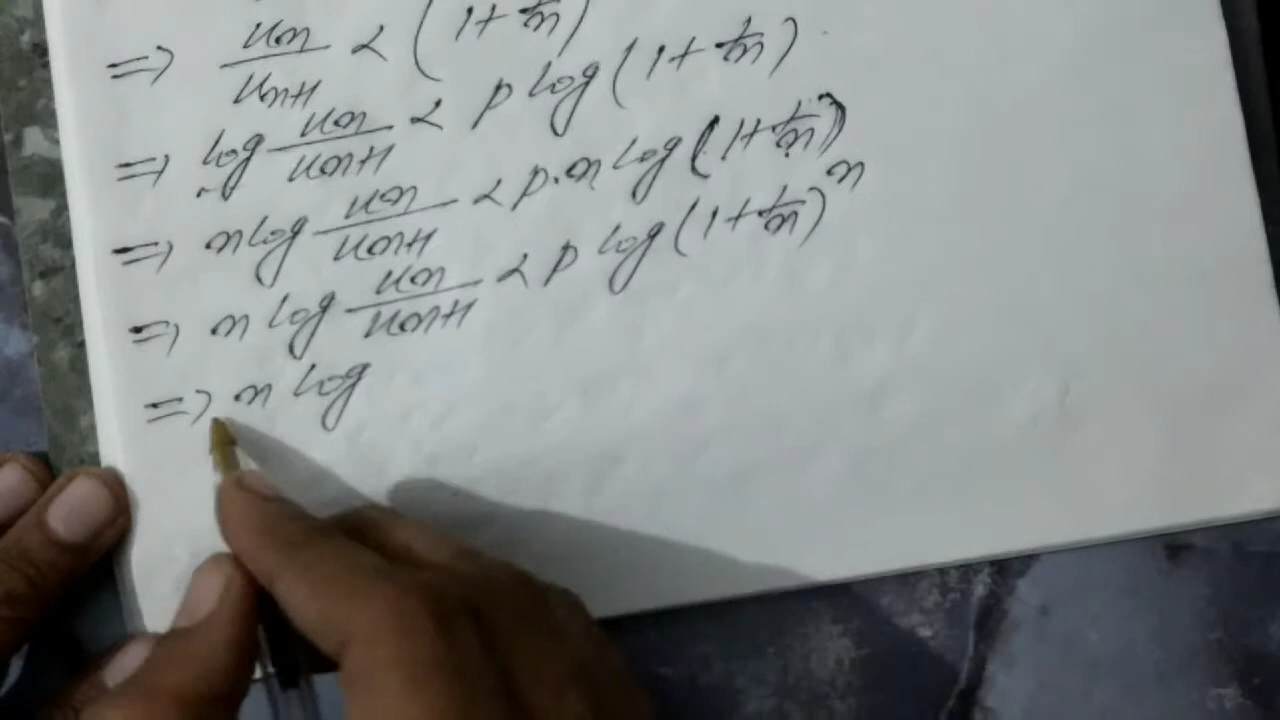 => un/un+1 < (1+1/n)
=> log un/un+1 < p log(1+1/n)
=> n log un/un+1 < p.n log(1+1/n)
=> n log un/un+1 < p log(1+1/n)^n
=> n log